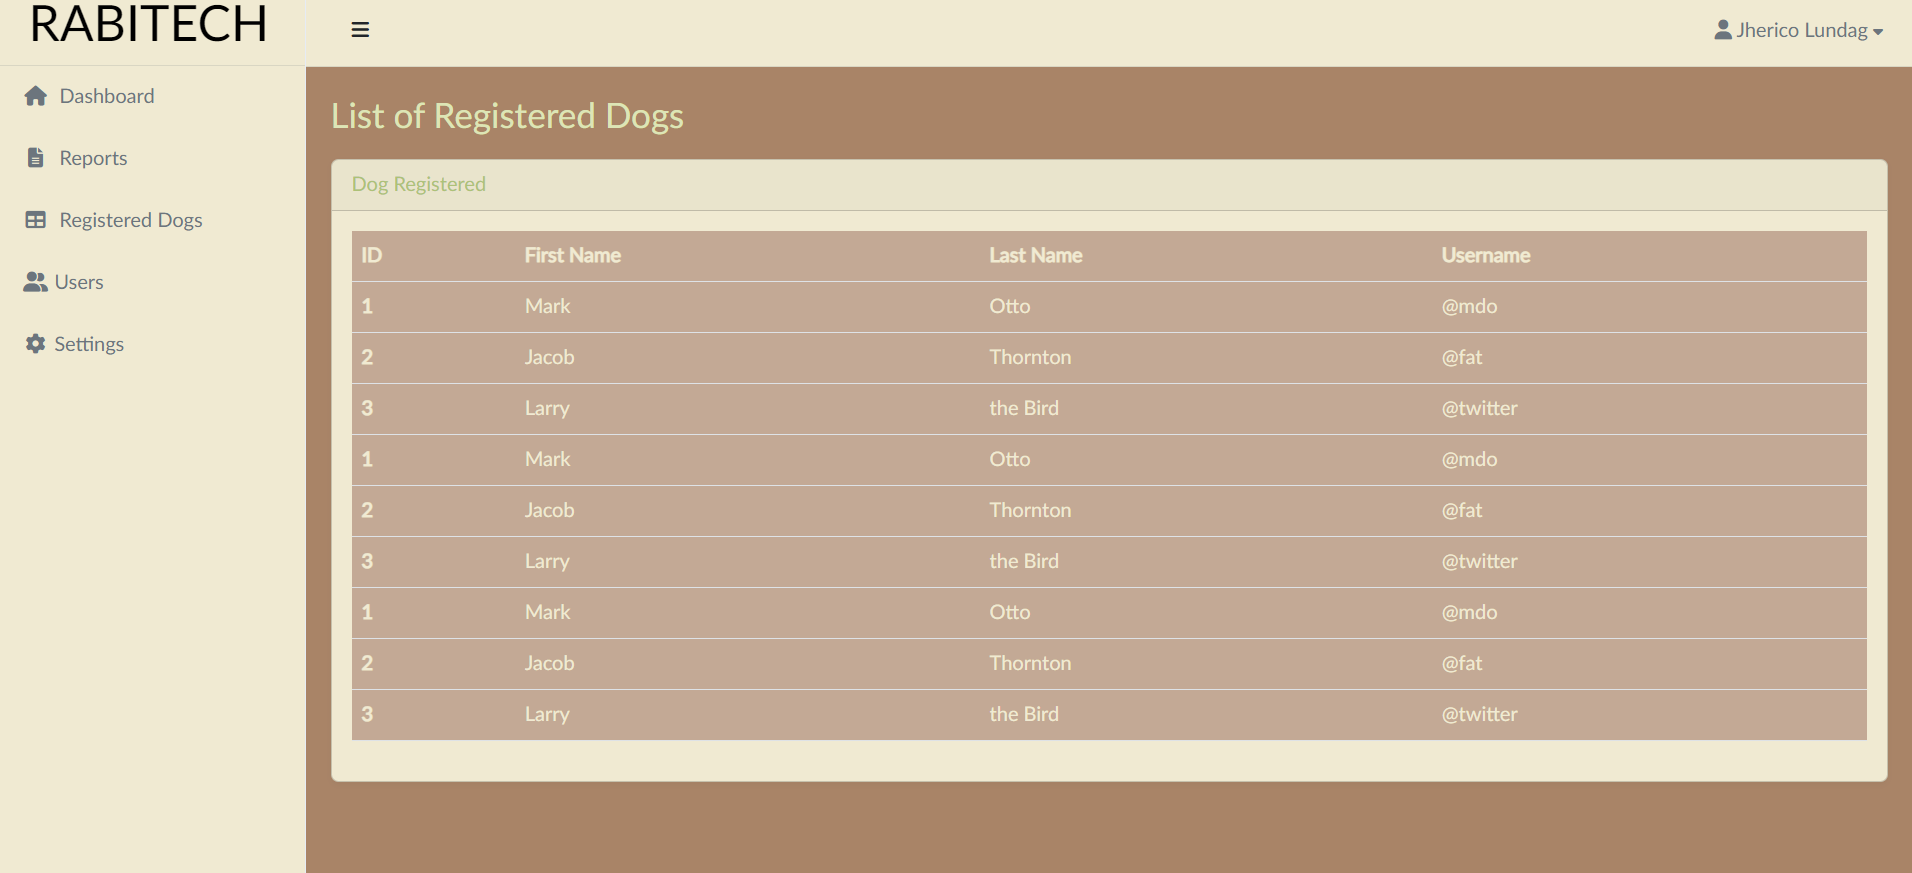 RABITECH
Jherico Lundag
Dashboard
Reports
Registered Dogs
Users
Settings
List of Registered Dogs
Dog Registered
ID First Name Last Name Username
1 Mark Otto @mdo
2 Jacob Thornton @fat
3 Larry the Bird @twitter
1 Mark Otto @mdo
2 Jacob Thornton @fat
3 Larry the Bird @twitter
1 Mark Otto @mdo
2 Jacob Thornton @fat
3 Larry the Bird @twitter